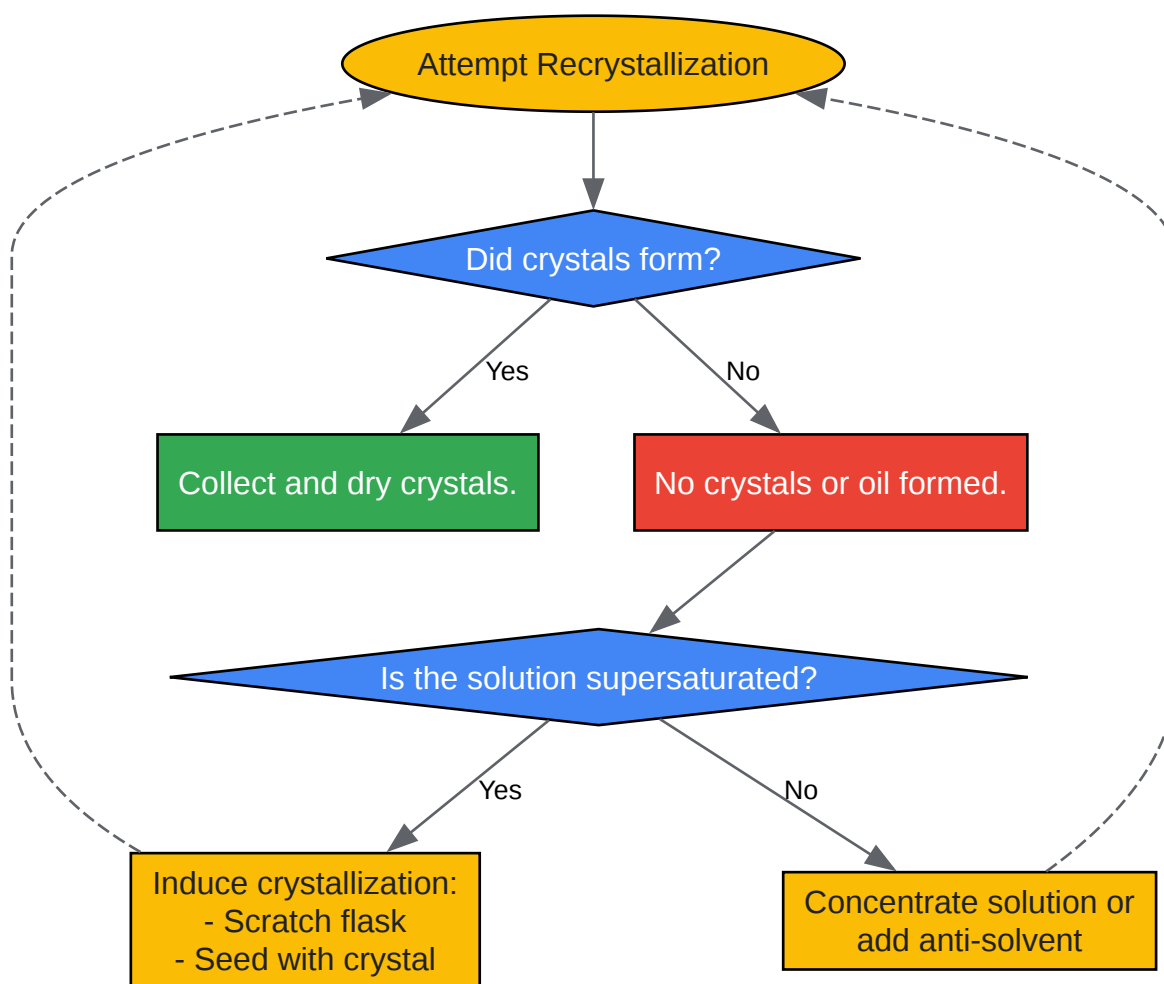 Attempt Recrystallization
Did crystals form?
Yes
No
Collect and dry crystals.
No crystals or oil formed.
Is the solution supersaturated?
Yes
No
Induce crystallization:
- Scratch flask
- Seed with crystal
Concentrate solution or
add anti-solvent